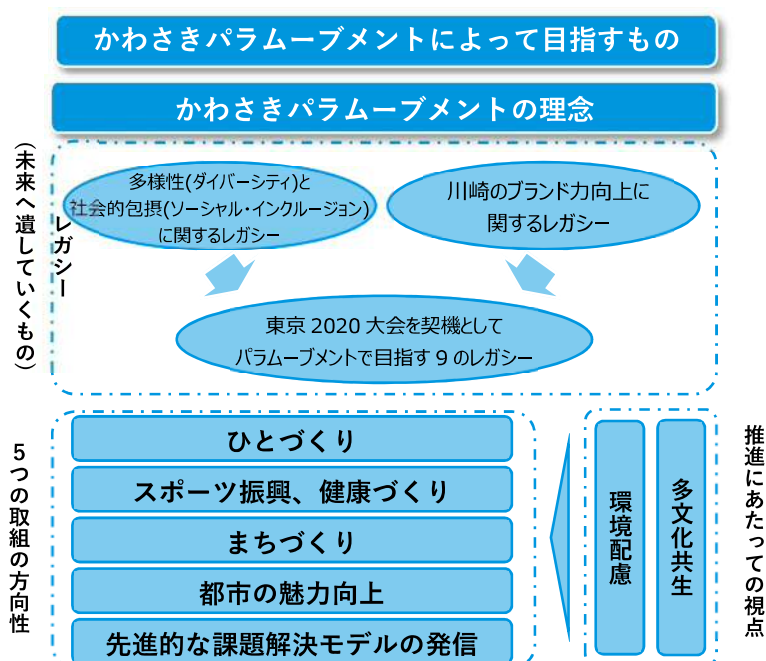 かわさきパラムーブメントによって目指すもの
かわさきパラムーブメントの理念
レガシー
(未来へ遺していくもの)
多様性(ダイバーシティ)と
社会的包摂(ソーシャル・インクルージョン)
に関するレガシー
川崎のブランド力向上に
関するレガシー
東京2020大会を契機として
パラムーブメントで目指す9のレガシー
5つの取組の方向性
ひとづくり
スポーツ振興、健康づくり
まちづくり
都市の魅力向上
先進的な課題解決モデルの発信
環境配慮
多文化共生
推進にあたっての視点